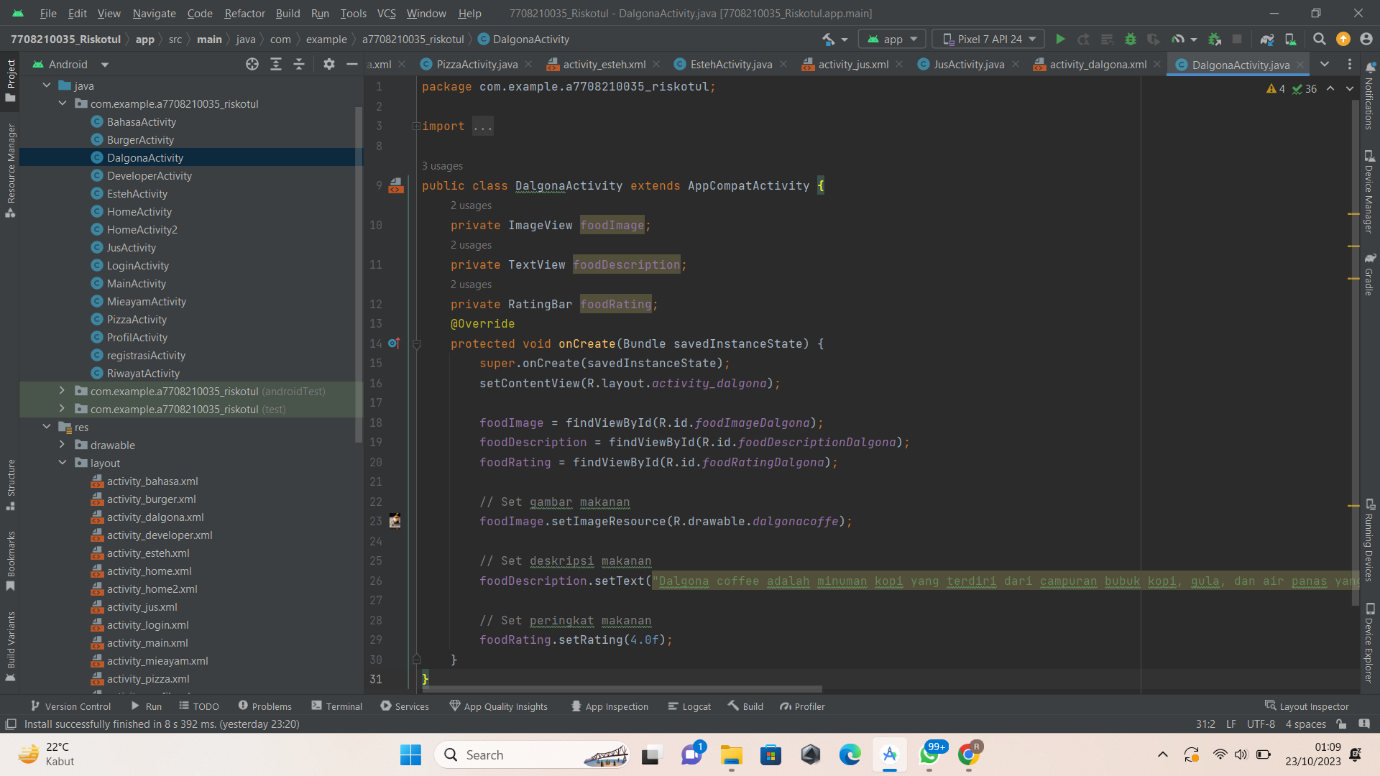 File Edit View Navigate Code Refactor Build Run Tools VCS Window Help 7708210035_Riskotul - DalgonaActivity.java [7708210035_Riskotul.app.main]
7708210035_Riskotul app src main java com example a7708210035_riskotul DalgonaActivity app Pixel 7 API 24
Android
a.xml PizzaActivity.java activity_esteh.xml EstehActivity.java activity_jus.xml JusActivity.java activity_dalgona.xml DalgonaActivity.java
Project
Resource Manager
Structure
Bookmarks
Build Variants
java
com.example.a7708210035_riskotul
BahasaActivity
BurgerActivity
DalgonaActivity
DeveloperActivity
EstehActivity
HomeActivity
HomeActivity2
JusActivity
LoginActivity
MainActivity
MieayamActivity
PizzaActivity
ProfilActivity
registrasiActivity
RiwayatActivity
com.example.a7708210035_riskotul (androidTest)
com.example.a7708210035_riskotul (test)
res
drawable
layout
activity_bahasa.xml
activity_burger.xml
activity_dalgona.xml
activity_developer.xml
activity_esteh.xml
activity_home.xml
activity_home2.xml
activity_jus.xml
activity_login.xml
activity_main.xml
activity_mieayam.xml
activity_pizza.xml
4 36
1 package com.example.a7708210035_riskotul;
2
3 import ...
8
3 usages
9 public class DalgonaActivity extends AppCompatActivity {
2 usages
10 private ImageView foodImage;
2 usages
11 private TextView foodDescription;
2 usages
12 private RatingBar foodRating;
13 @Override
14 protected void onCreate(Bundle savedInstanceState) {
15 super.onCreate(savedInstanceState);
16 setContentView(R.layout.activity_dalgona);
17
18 foodImage = findViewById(R.id.foodImageDalgona);
19 foodDescription = findViewById(R.id.foodDescriptionDalgona);
20 foodRating = findViewById(R.id.foodRatingDalgona);
21
22 // Set gambar makanan
23 foodImage.setImageResource(R.drawable.dalgonacoffe);
24
25 // Set deskripsi makanan
26 foodDescription.setText("Dalgona coffee adalah minuman kopi yang terdiri dari campuran bubuk kopi, gula, dan air panas yan
27
28 // Set peringkat makanan
29 foodRating.setRating(4.0f);
30 }
31 }
Notifications
Device Manager
Gradle
Running Devices
Device Explorer
Version Control Run TODO Problems Terminal Services App Quality Insights App Inspection Logcat Build Profiler Layout Inspector
Install successfully finished in 8 s 392 ms. (yesterday 23:20) 31:2 LF UTF-8 4 spaces
22°C
Kabut
Search
1
99+
R
01:09
23/10/2023